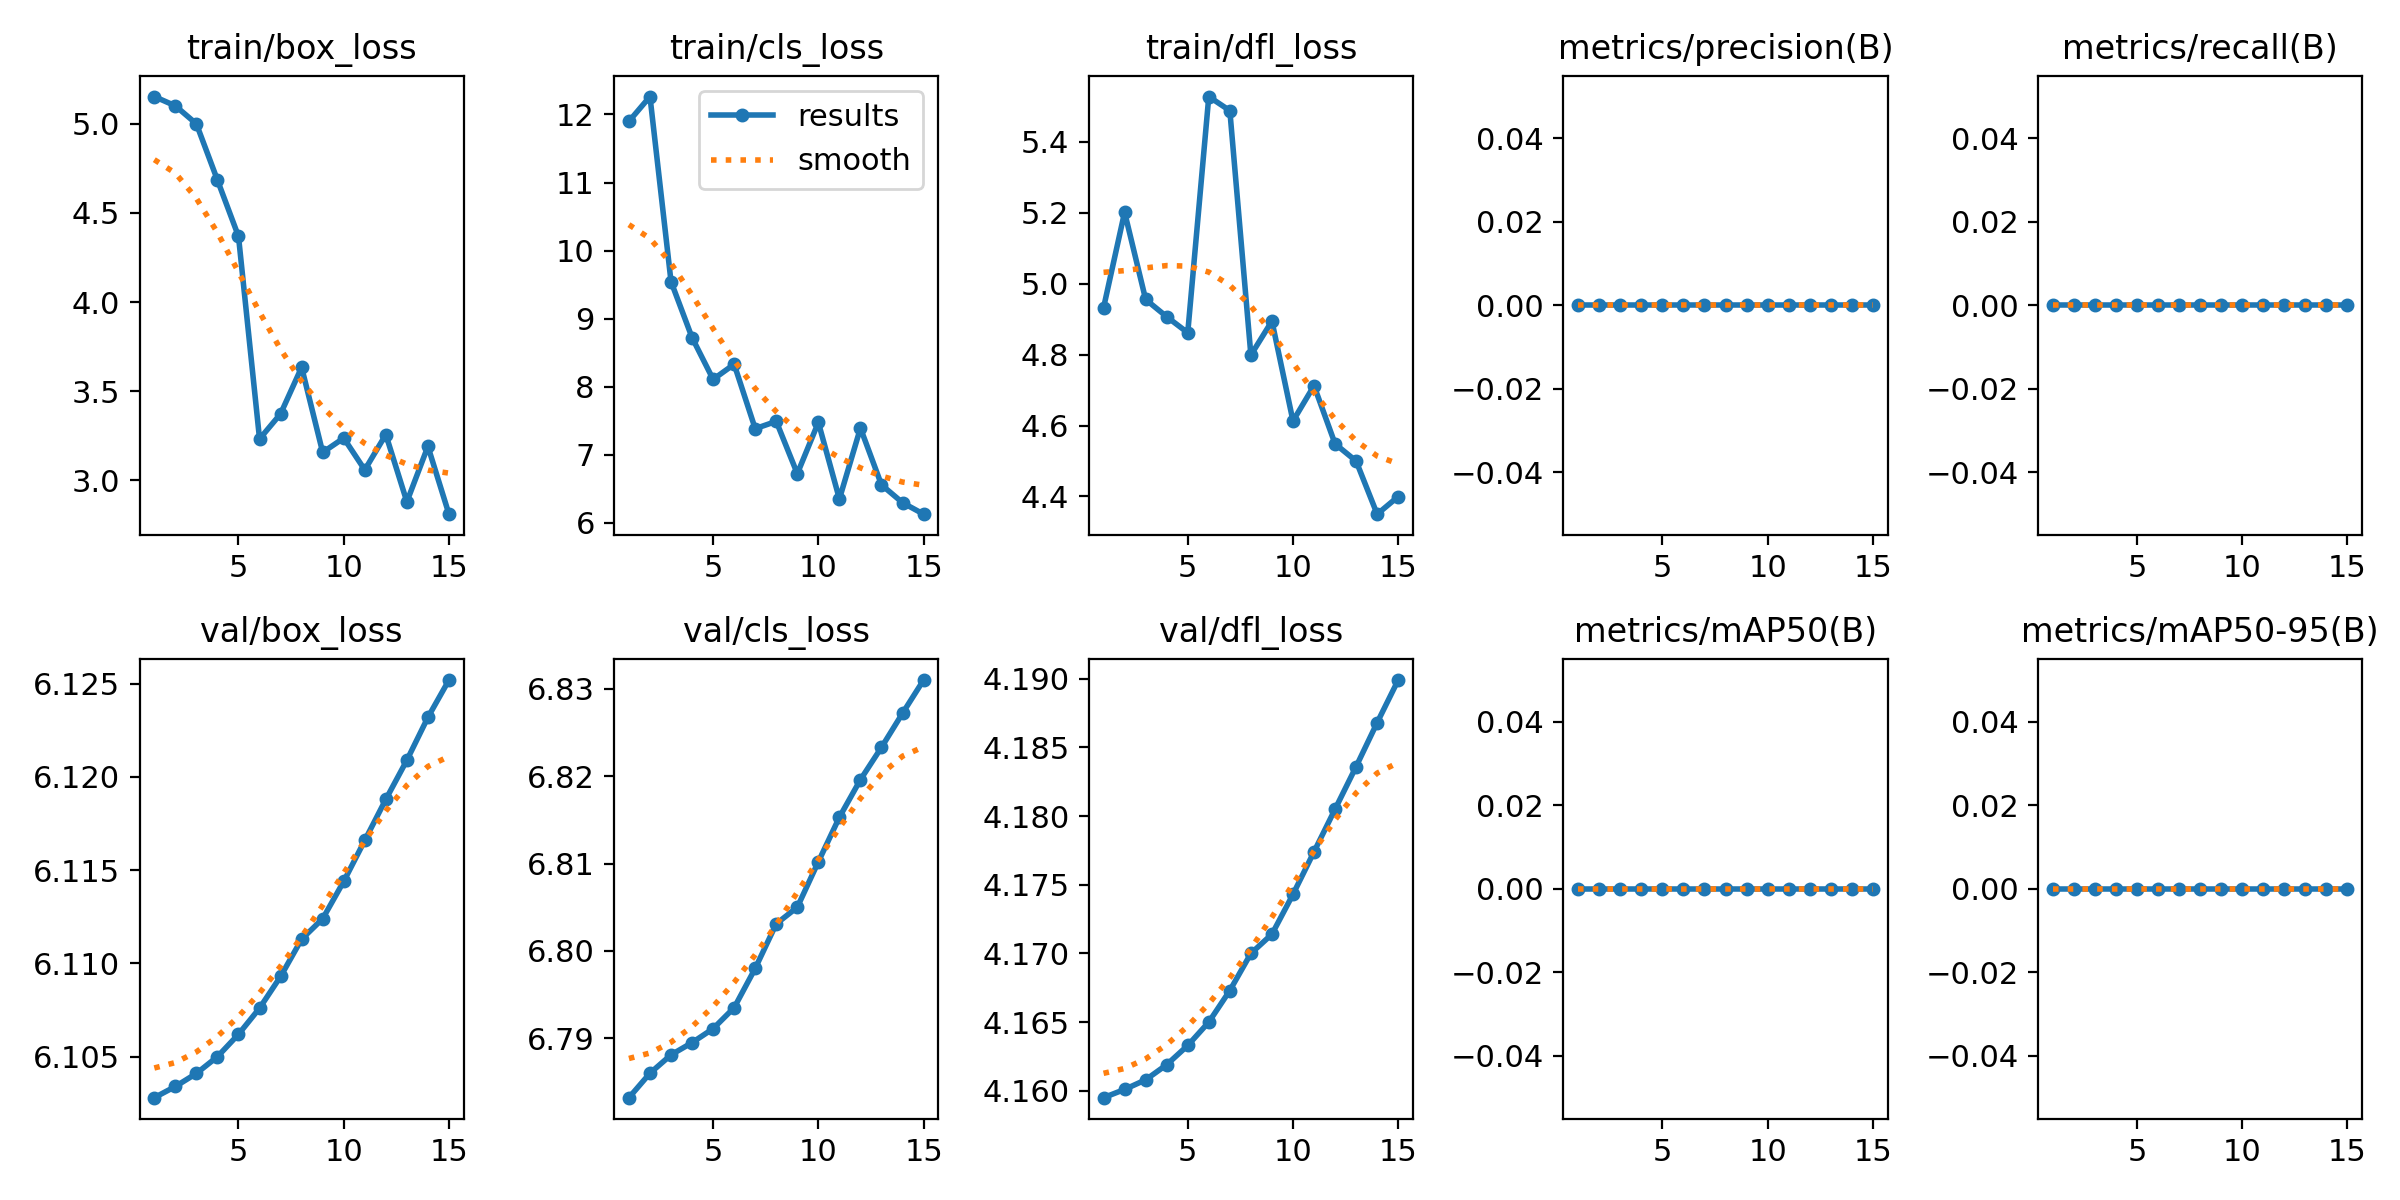 train/box_loss
train/cls_loss
train/dfl_loss
metrics/precision(B)
metrics/recall(B)
5.0
4.5
4.0
3.5
3.0
5 10 15
results
smooth
12
11
10
9
8
7
6
5 10 15
5.4
5.2
5.0
4.8
4.6
4.4
5 10 15
0.04
0.02
0.00
−0.02
−0.04
5 10 15
0.04
0.02
0.00
−0.02
−0.04
5 10 15
val/box_loss
val/cls_loss
val/dfl_loss
metrics/mAP50(B)
metrics/mAP50-95(B)
6.125
6.120
6.115
6.110
6.105
5 10 15
6.83
6.82
6.81
6.80
6.79
5 10 15
4.190
4.185
4.180
4.175
4.170
4.165
4.160
5 10 15
0.04
0.02
0.00
−0.02
−0.04
5 10 15
0.04
0.02
0.00
−0.02
−0.04
5 10 15